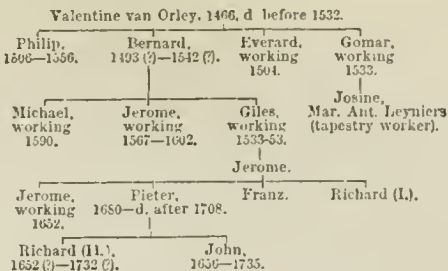 Valentine van Orley, 1466, d before 1532.
Philip, Bernard, Everard, Gomar,
1506—1556. 1493 (?)—1542 (?). working working
1504. 1533.
Josine,
Michael, Jerome, Giles, Mar. Ant. Leyniers
working working working (tapestry worker).
1590. 1567—1602. 1533-53.
Jerome.
Jerome, Pieter, Franz. Richard (I.).
working 1680—d. after 1708.
1652.
Richard (II.), John,
1652 (?)—1732 (?). 1656—1735.